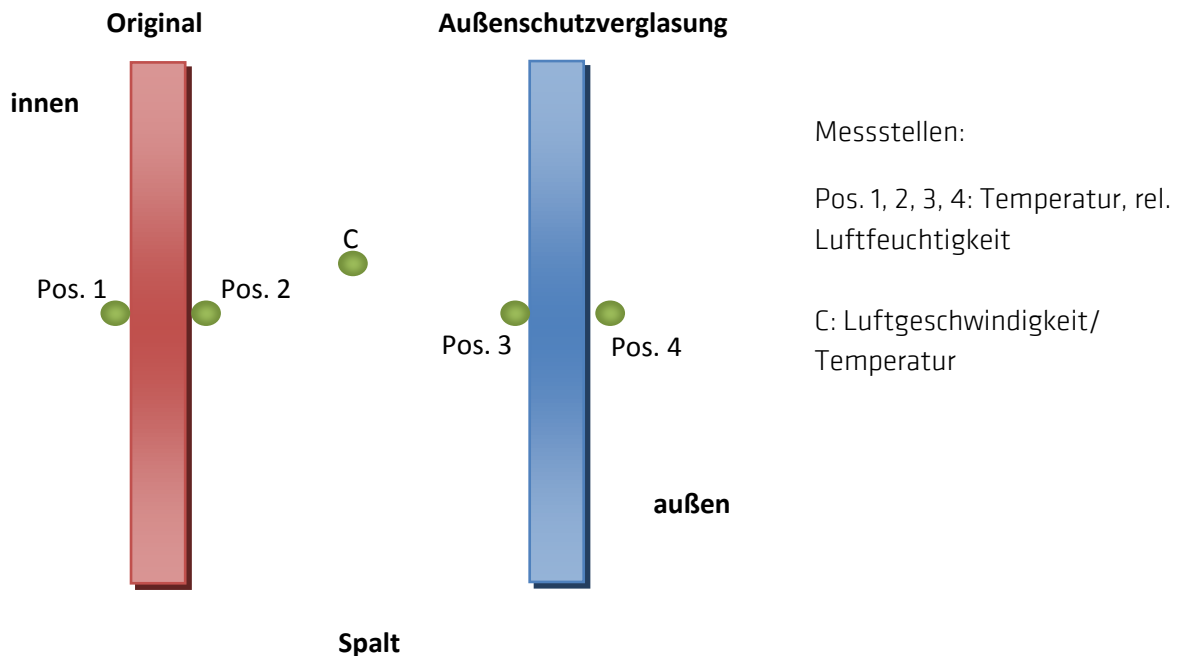 Original
Außenschutzverglasung
innen
Messstellen:
Pos. 1, 2, 3, 4: Temperatur, rel.
Luftfeuchtigkeit
C
Pos. 1
Pos. 2
Pos. 3
Pos. 4
C: Luftgeschwindigkeit/
Temperatur
außen
Spalt